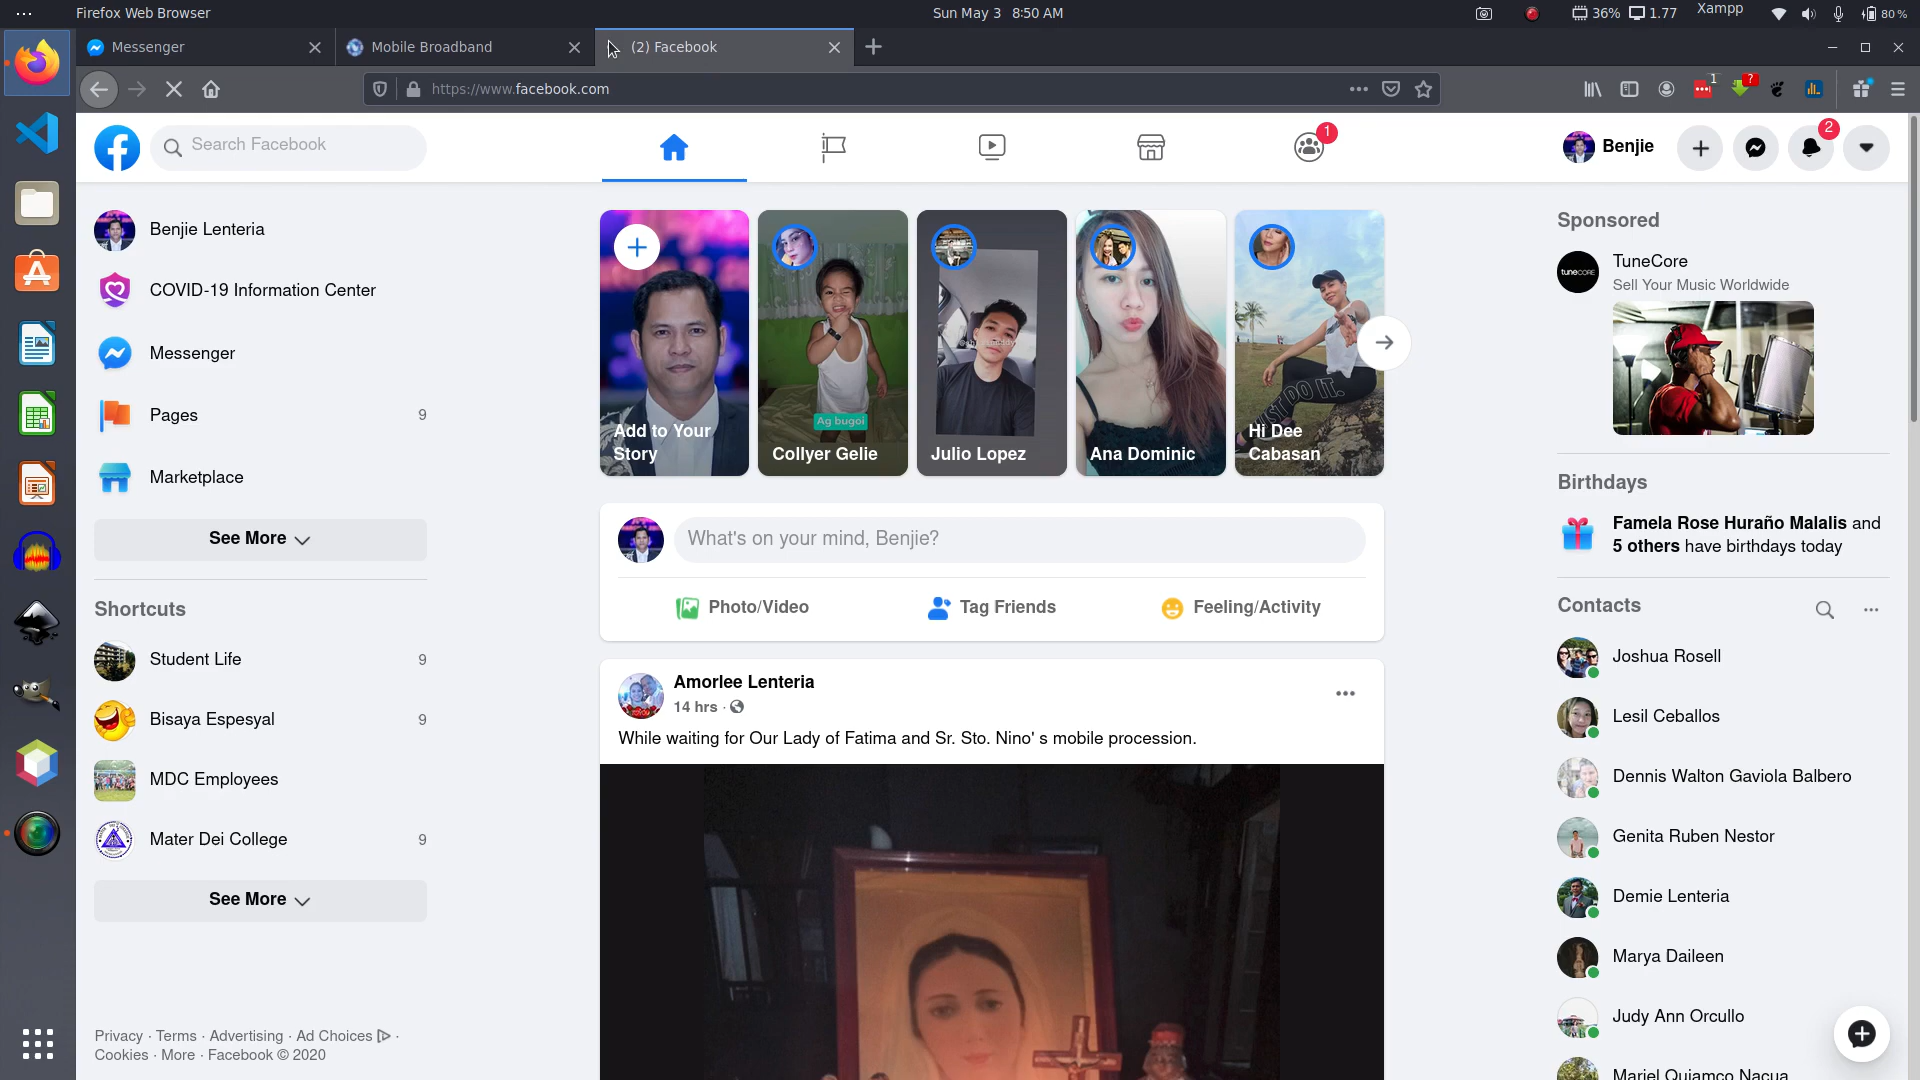 Firefox Web Browser
Sun May 3 8:50 AM
36%
1.77
Xampp
80 %
Messenger
Mobile Broadband
(2) Facebook
https://www.facebook.com
1
?
Search Facebook
1
Benjie
2
Benjie Lenteria
COVID-19 Information Center
Messenger
Pages 9
Marketplace
See More
Shortcuts
Student Life 9
Bisaya Espesyal 9
MDC Employees
Mater Dei College 9
See More
Privacy · Terms · Advertising · Ad Choices ·
Cookies · More · Facebook © 2020
Add to Your
Story
Ag bugoi
Collyer Gelie
Julio Lopez
Ana Dominic
JUST DO IT.
Hi Dee
Cabasan
What's on your mind, Benjie?
Photo/Video
Tag Friends
Feeling/Activity
Amorlee Lenteria
14 hrs ·
While waiting for Our Lady of Fatima and Sr. Sto. Nino' s mobile procession.
Sponsored
tunecore
TuneCore
Sell Your Music Worldwide
Birthdays
Famela Rose Huraño Malalis and
5 others have birthdays today
Contacts
Joshua Rosell
Lesil Ceballos
Dennis Walton Gaviola Balbero
Genita Ruben Nestor
Demie Lenteria
Marya Daileen
Judy Ann Orcullo
Mariel Quiamco Nacua